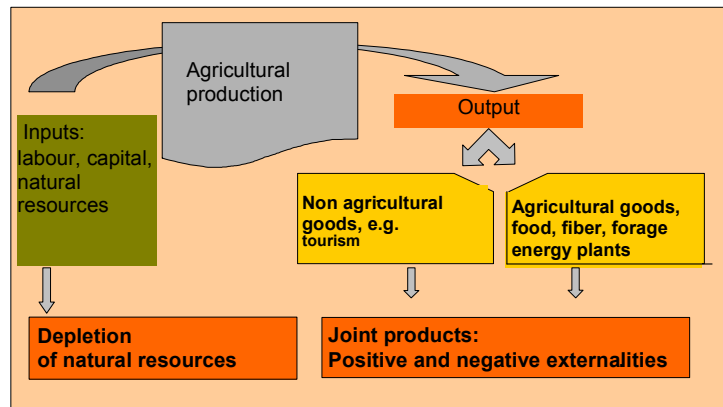 Agricultural
production
Output
Inputs:
labour, capital,
natural
resources
Non agricultural
goods, e.g.
tourism
Agricultural goods,
food, fiber, forage
energy plants
Depletion
of natural resources
Joint products:
Positive and negative externalities